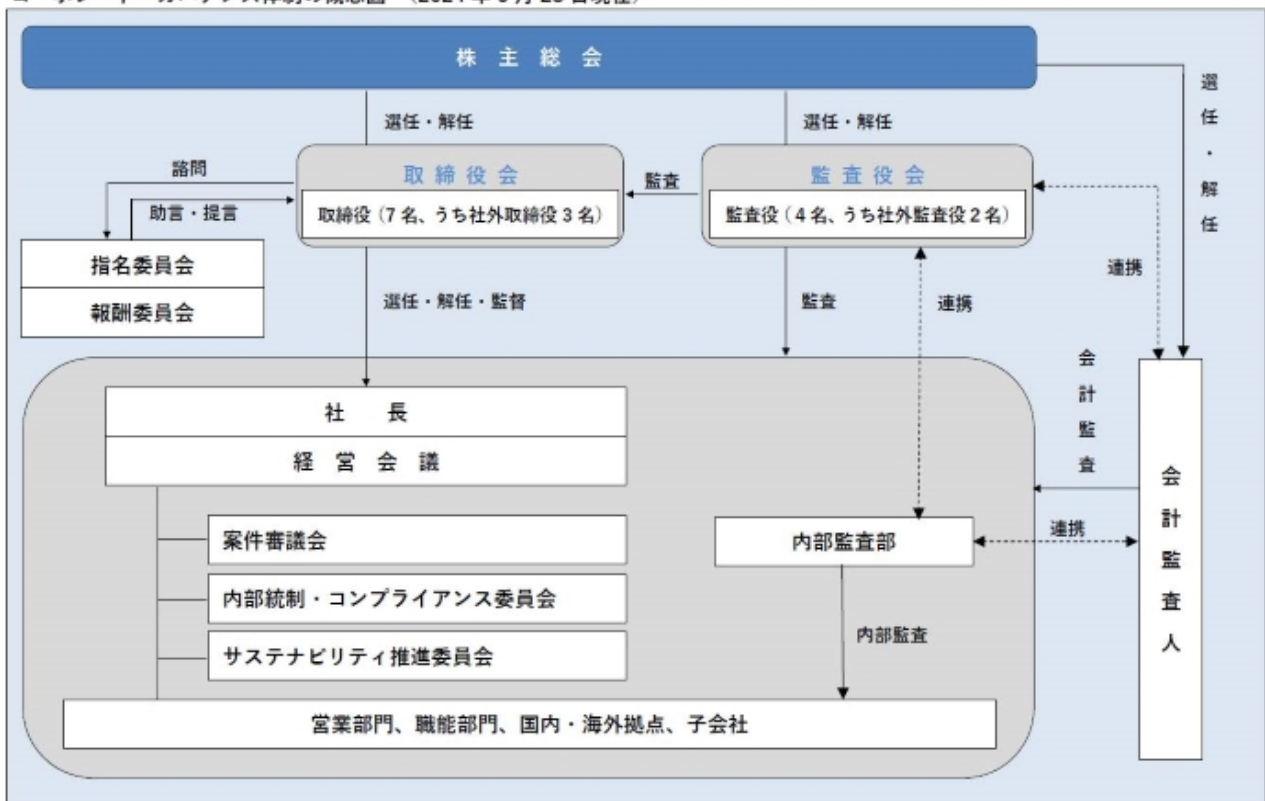 株主総会
選任・解任
選任・解任
選任・解任
取締役会
取締役（7名、うち社外取締役3名）
監査
監査役会
監査役（4名、うち社外監査役2名）
諮問
助言・提言
指名委員会
報酬委員会
選任・解任・監督
監査
連携
連携
社長
経営会議
案件審議会
内部統制・コンプライアンス委員会
サステナビリティ推進委員会
内部監査部
連携
会計監査
会計監査人
内部監査
営業部門、職能部門、国内・海外拠点、子会社